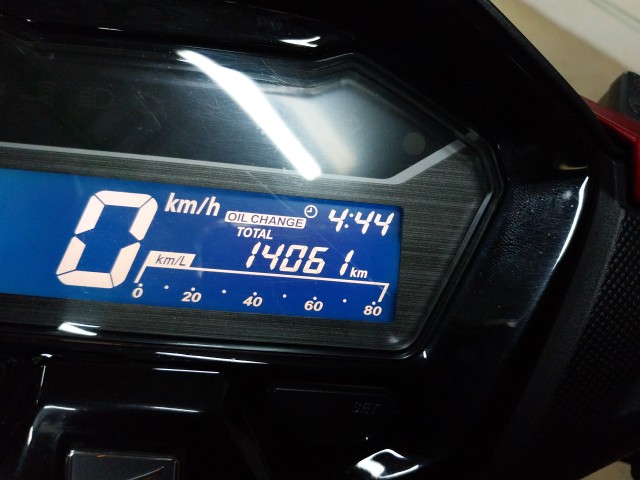 0 km/h
OIL CHANGE 4:44
TOTAL
14061 km
km/L
0 20 40 60 80